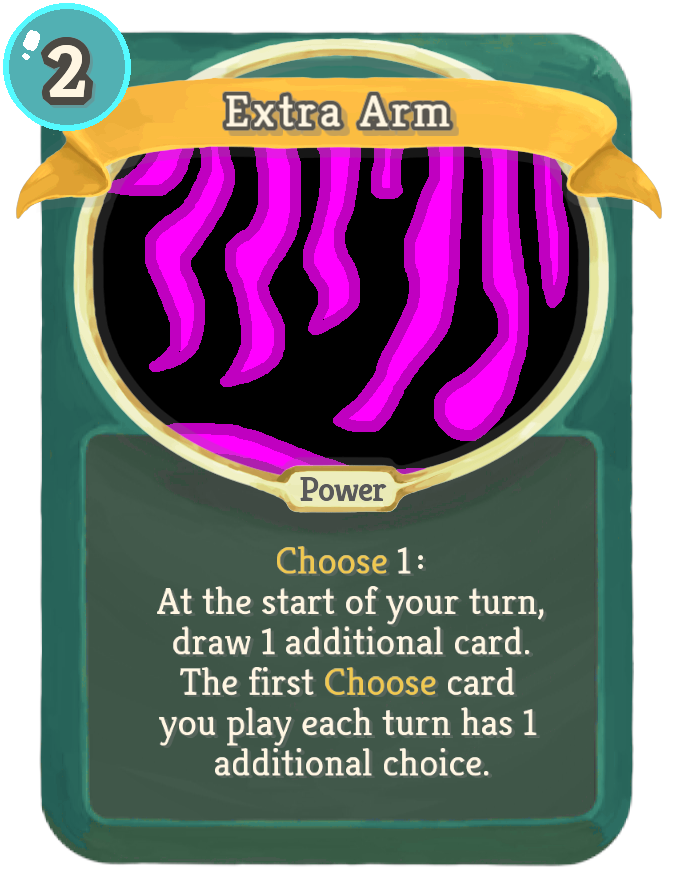 2
Extra Arm
Power
Choose 1:
At the start of your turn,
draw 1 additional card.
The first Choose card
you play each turn has 1
additional choice.